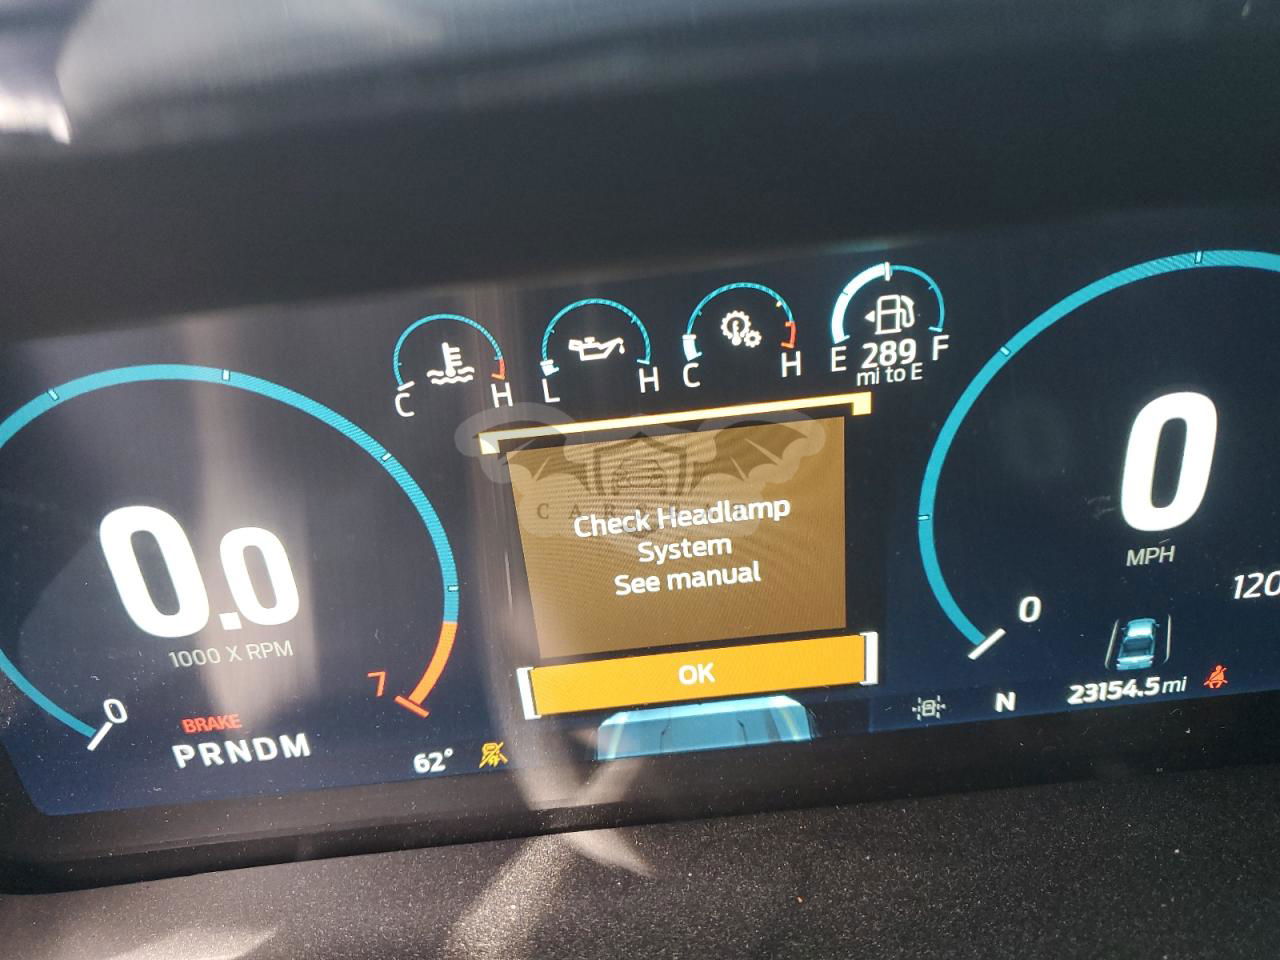 C H
L H
C H
E 289 F
mi to E
Check Headlamp
System
See manual
OK
0.0
1000 X RPM
0
7
BRAKE
PRNDM
62°
0
MPH
0
120
N
23154.5 mi